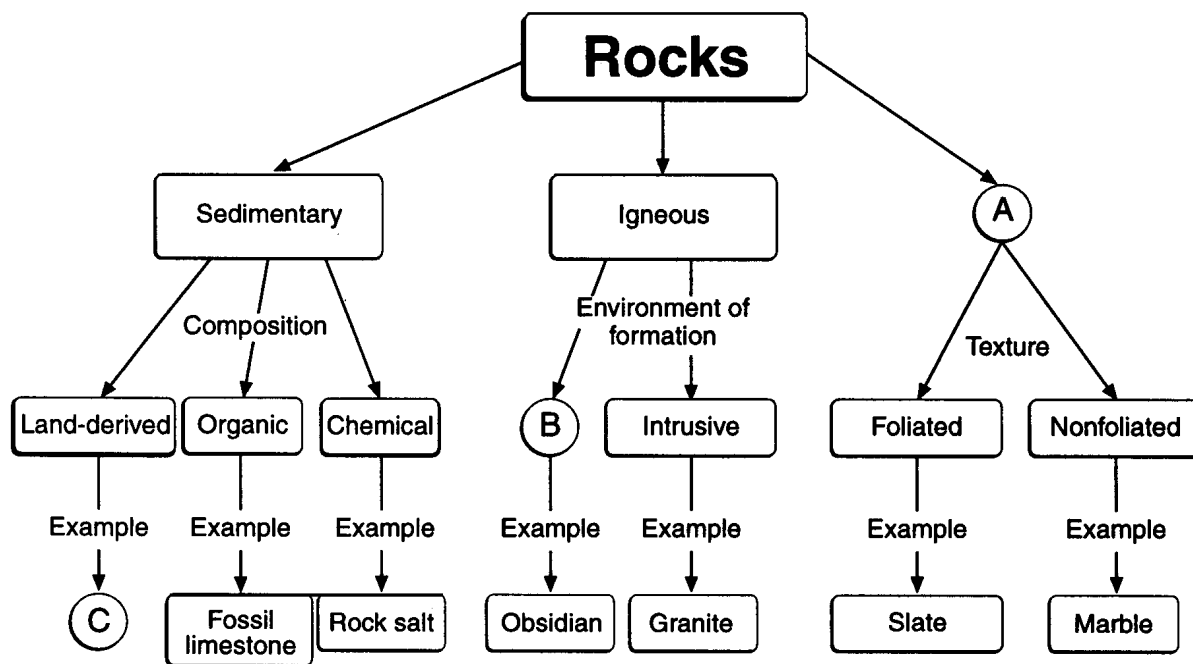 Rocks
Sedimentary
Igneous
A
Composition
Environment of
formation
Texture
Land-derived
Organic
Chemical
B
Intrusive
Foliated
Nonfoliated
Example
Example
Example
Example
Example
Example
Example
C
Fossil
limestone
Rock salt
Obsidian
Granite
Slate
Marble